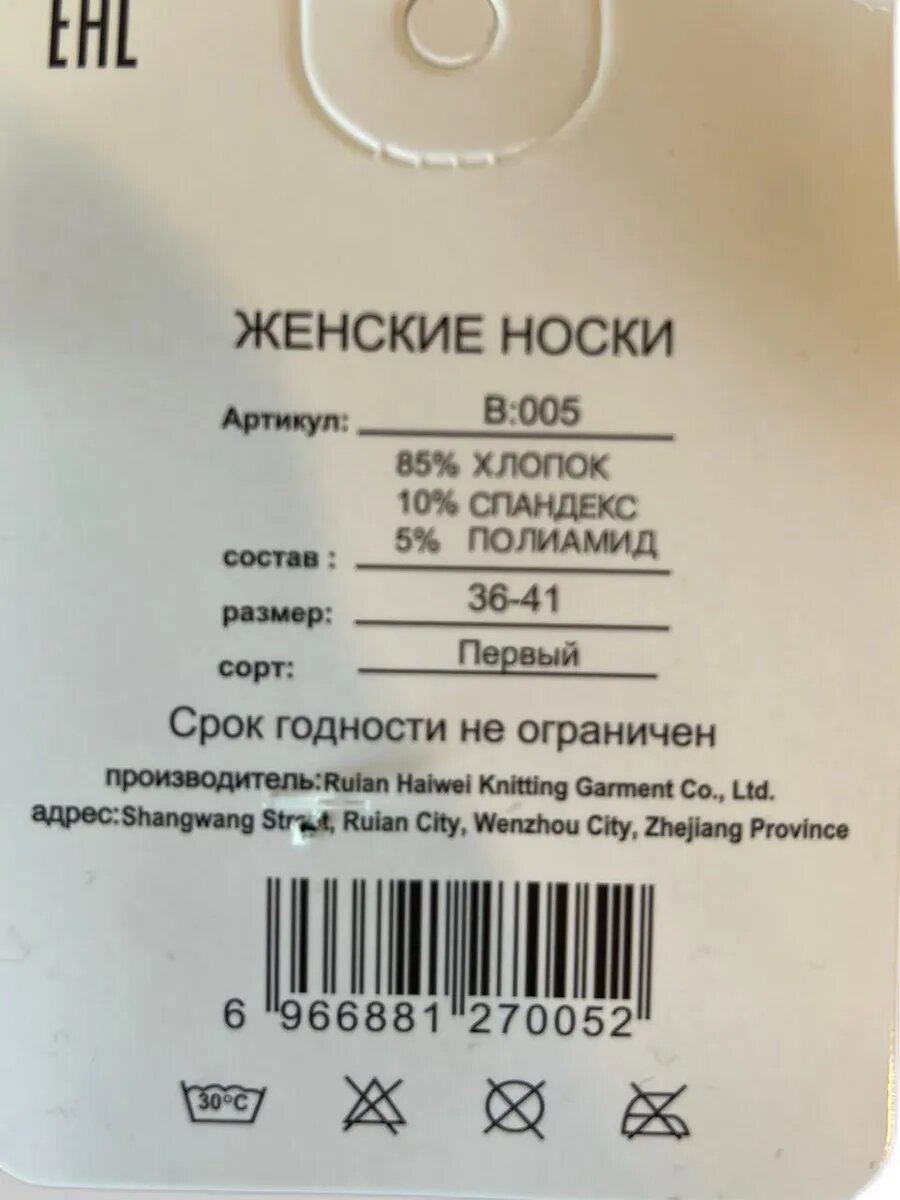 EAC
ЖЕНСКИЕ НОСКИ
Артикул: B:005
85% ХЛОПОК
10% СПАНДЕКС
состав : 5% ПОЛИАМИД
размер: 36-41
сорт: Первый
Срок годности не ограничен
производитель:Ruian Haiwei Knitting Garment Co., Ltd.
адрес:Shangwang Street, Ruian City, Wenzhou City, Zhejiang Province
6 966881 270052
30°C